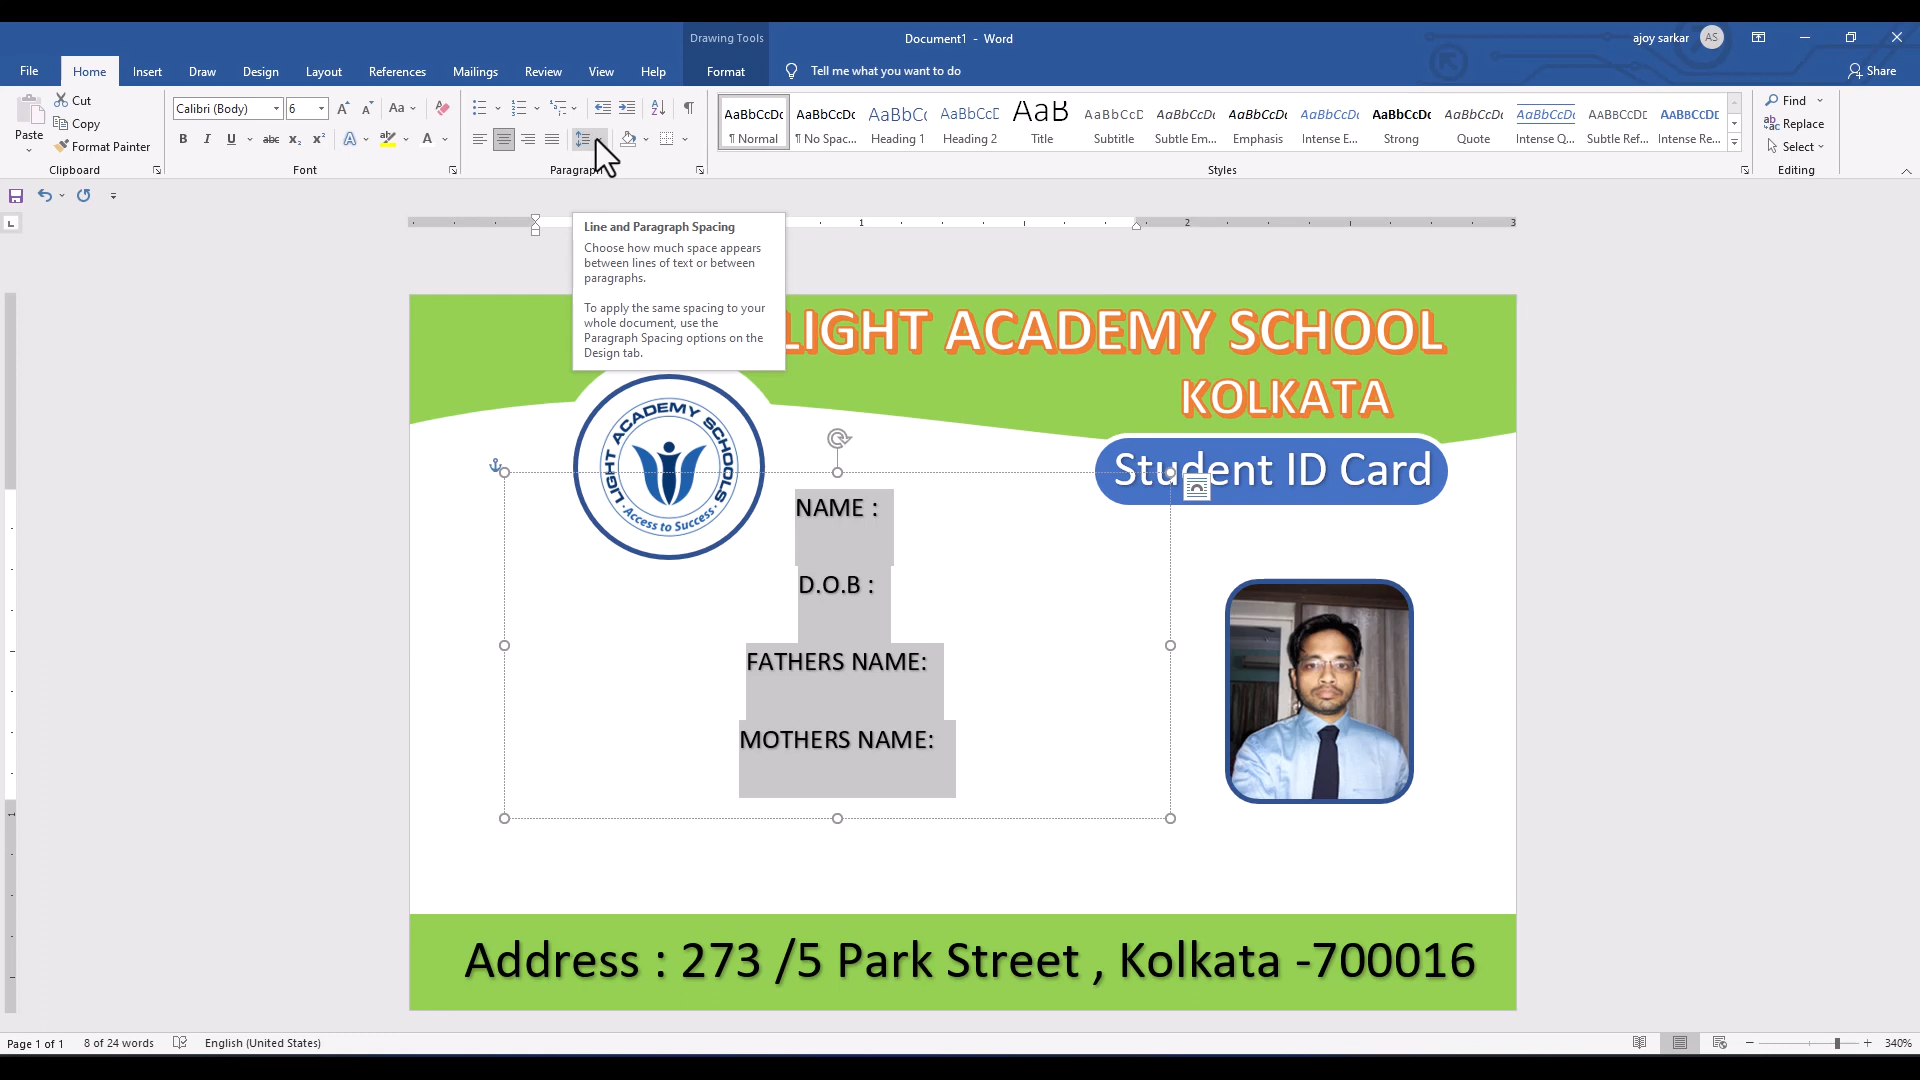 Drawing Tools
Document1 - Word
ajoy sarkar AS
File Home Insert Draw Design Layout References Mailings Review View Help Format Tell me what you want to do Share
Paste
Cut
Copy
Format Painter
Clipboard
Calibri (Body) 6
Font
Paragraph
AaBbCcDc ¶ Normal
AaBbCcDc ¶ No Spac...
AaBbCc Heading 1
AaBbCcD Heading 2
AaB Title
AaBbCcD Subtitle
AaBbCcDc Subtle Em...
AaBbCcDc Emphasis
AaBbCcDc Intense E...
AaBbCcDc Strong
AaBbCcDc Quote
AaBbCcDc Intense Q...
AaBbCcDc Subtle Ref...
AaBbCcDc Intense Re...
Styles
Find
Replace
Select
Editing
1 2 3
Line and Paragraph Spacing
Choose how much space appears
between lines of text or between
paragraphs.
To apply the same spacing to your
whole document, use the
Paragraph Spacing options on the
Design tab.
LIGHT ACADEMY SCHOOL
KOLKATA
LIGHT ACADEMY SCHOOLS
· Access to Success ·
Student ID Card
NAME :
D.O.B :
FATHERS NAME:
MOTHERS NAME:
Address : 273 /5 Park Street , Kolkata -700016
Page 1 of 1 8 of 24 words English (United States) 340%